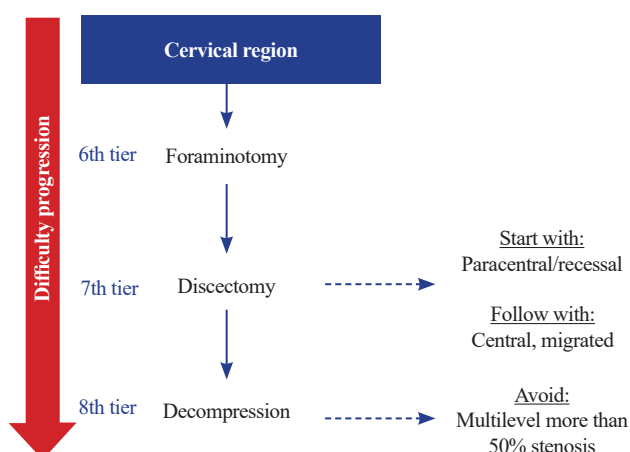 Cervical region
Difficulty progression
6th tier
Foraminotomy
7th tier
Discectomy
Start with:
Paracentral/recessal
Follow with:
Central, migrated
8th tier
Decompression
Avoid:
Multilevel more than
50% stenosis